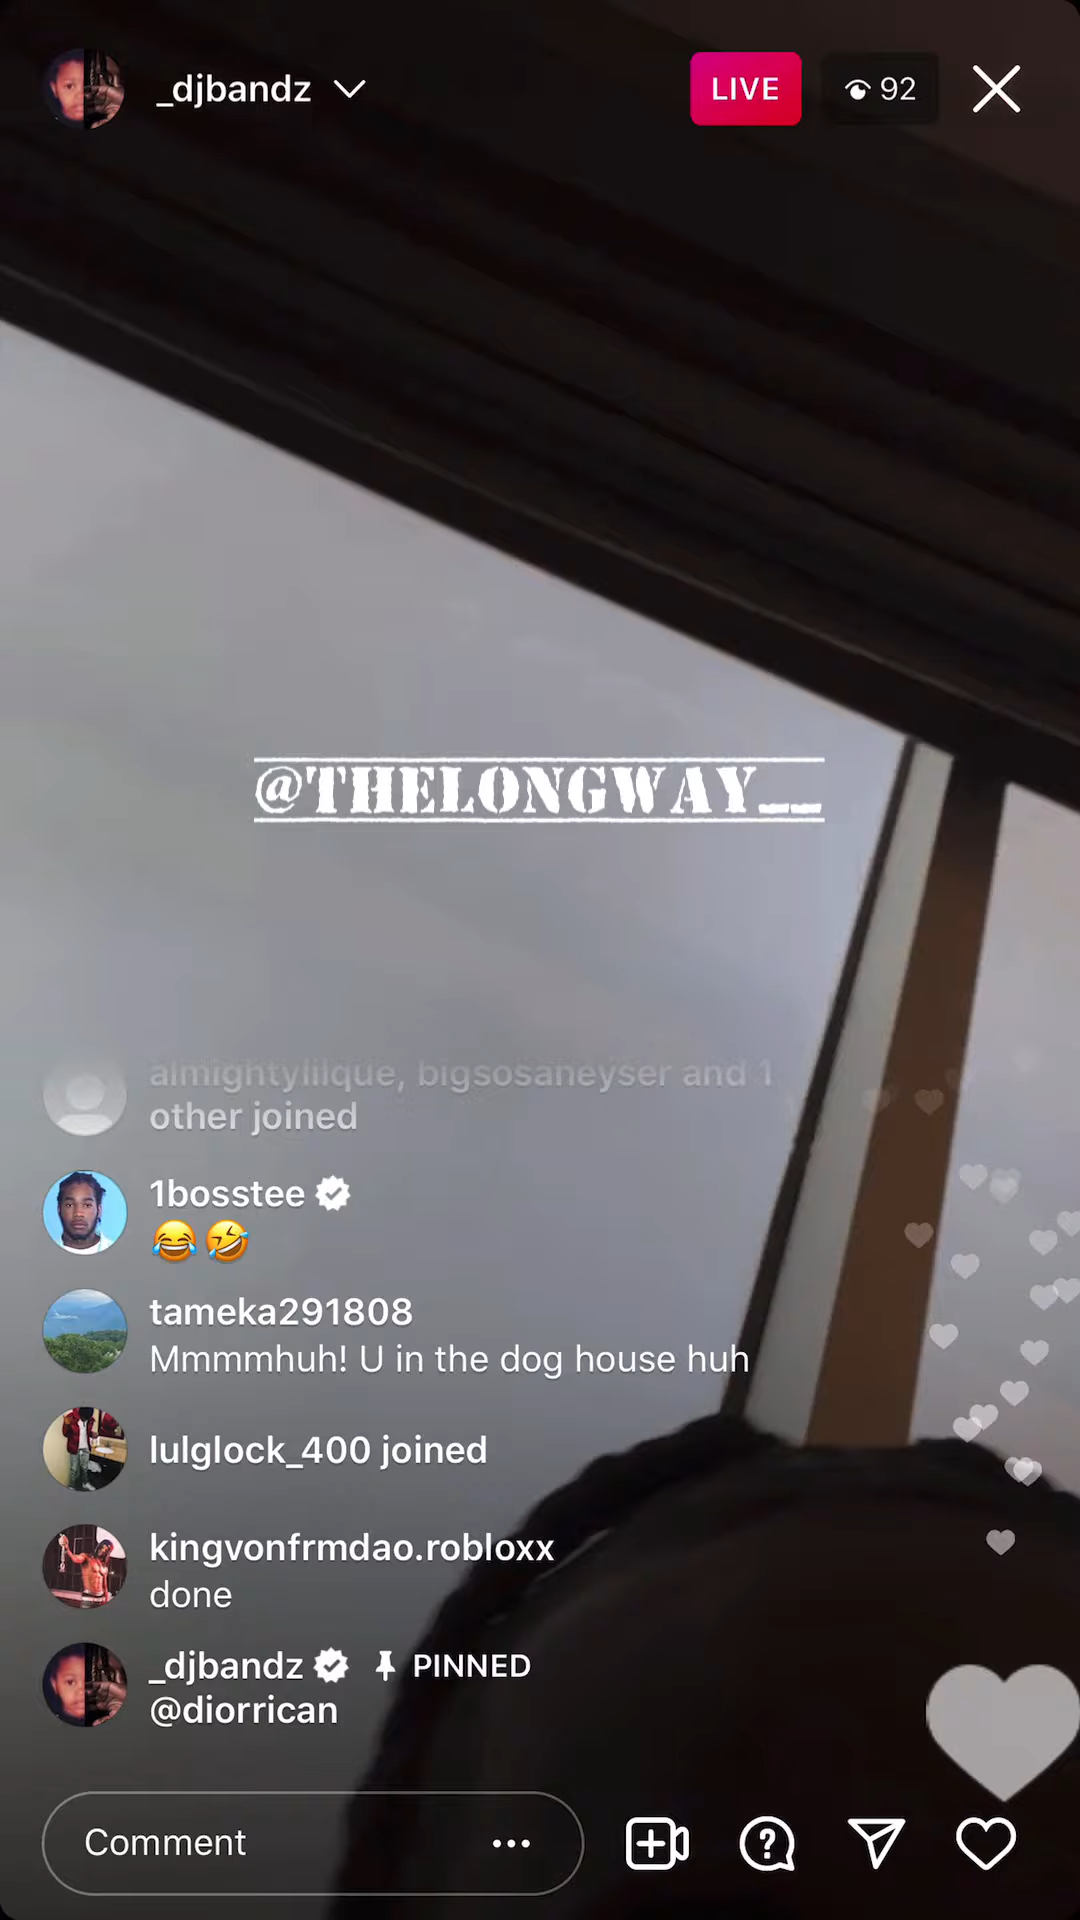 _djbandz
LIVE
92
@THELONGWAY__
almightylilque, bigsosaneyser and 1
other joined
1bosstee
😂🤣
tameka291808
Mmmmhuh! U in the dog house huh
lulglock_400 joined
kingvonfrmdao.robloxx
done
_djbandz PINNED
@diorrican
Comment